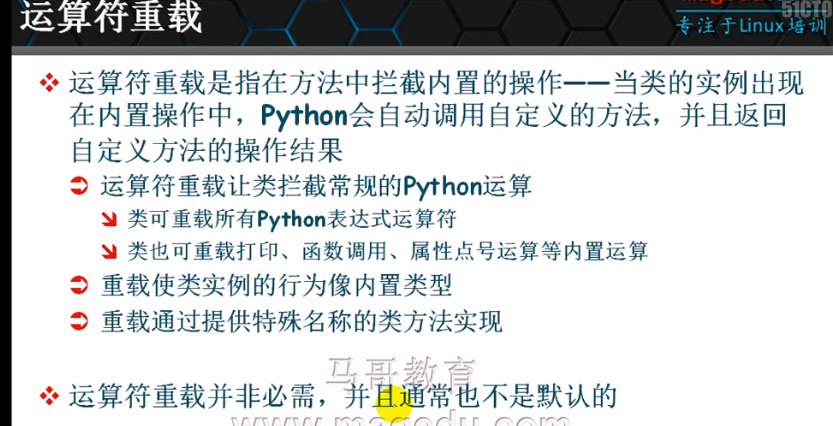 运算符重载
51CTO
专注于Linux培训
运算符重载是指在方法中拦截内置的操作——当类的实例出现
在内置操作中，Python会自动调用自定义的方法，并且返回
自定义方法的操作结果
运算符重载让类拦截常规的Python运算
类可重载所有Python表达式运算符
类也可重载打印、函数调用、属性点号运算等内置运算
重载使类实例的行为像内置类型
重载通过提供特殊名称的类方法实现
马哥教育
运算符重载并非必需，并且通常也不是默认的
www.magedu.com